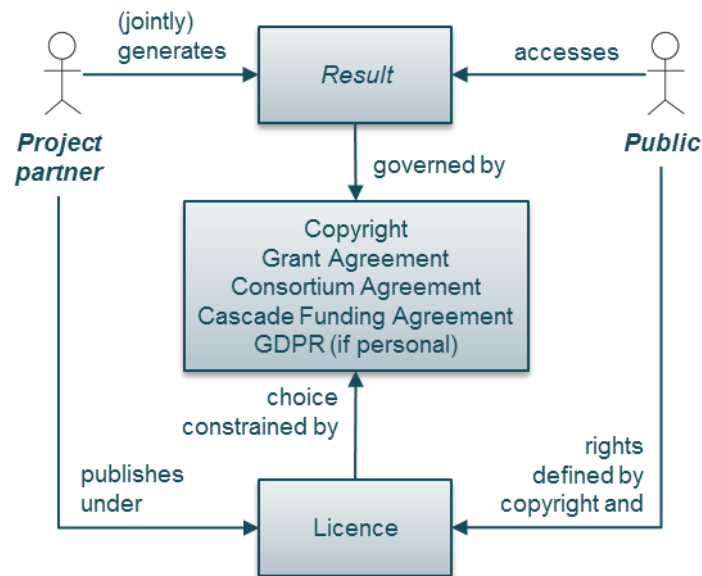 (jointly)
generates
Result
accesses
Project
partner
Public
governed by
Copyright
Grant Agreement
Consortium Agreement
Cascade Funding Agreement
GDPR (if personal)
choice
constrained by
publishes
under
rights
defined by
copyright and
Licence